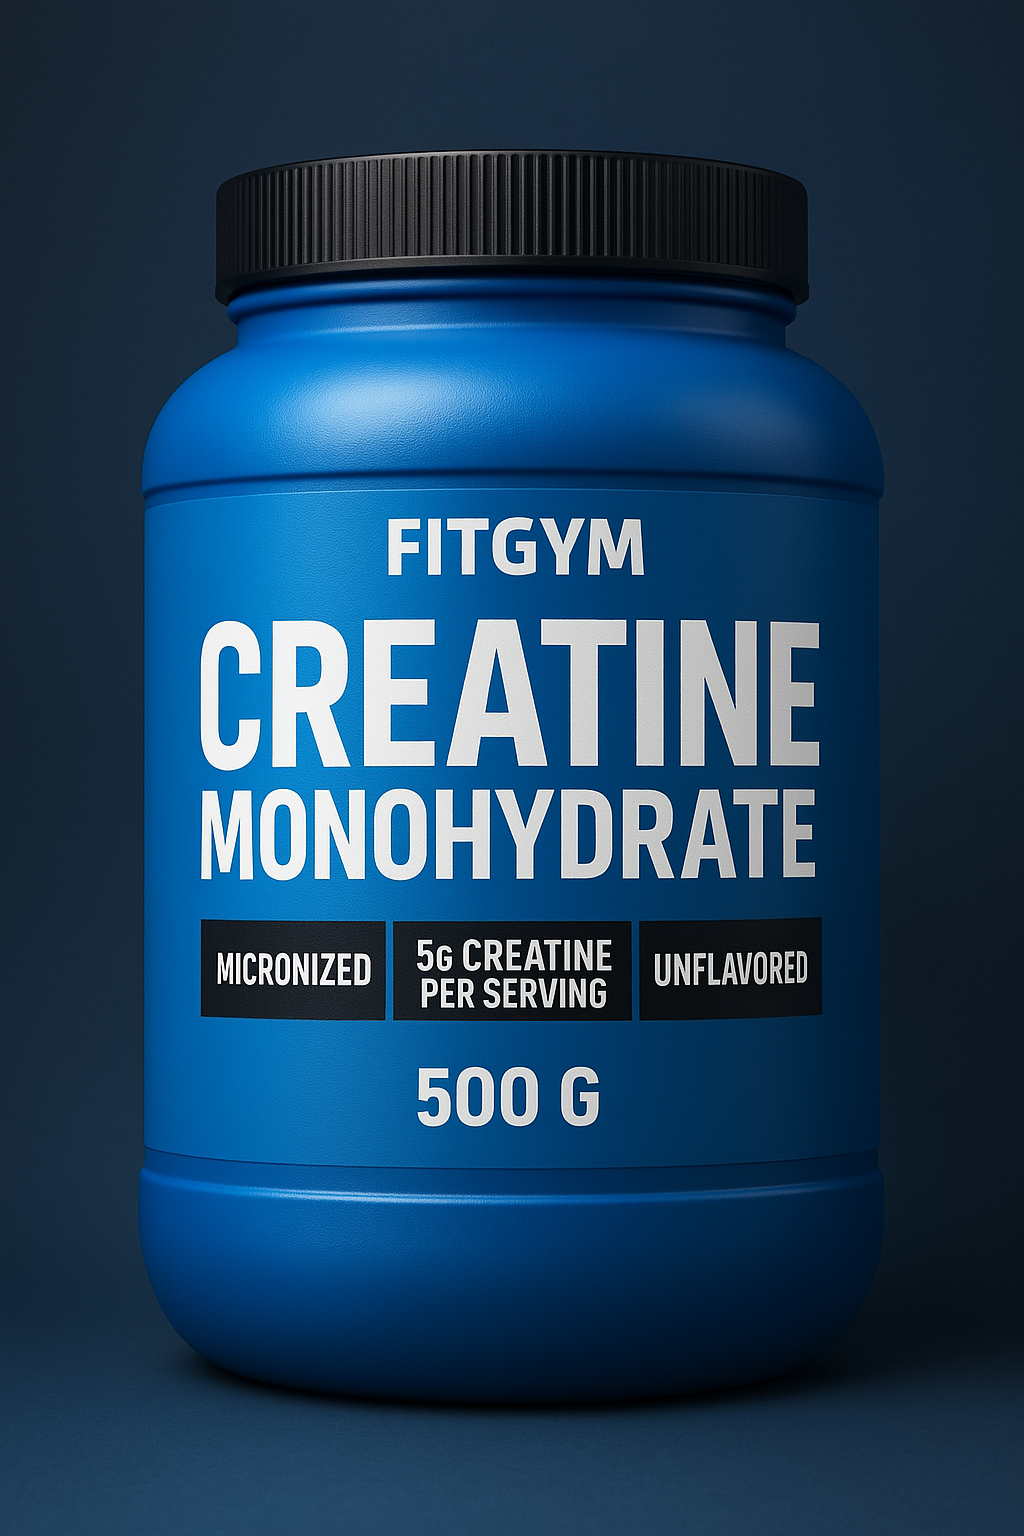 FITGYM
CREATINE
MONOHYDRATE
MICRONIZED
5G CREATINE
PER SERVING
UNFLAVORED
500 G